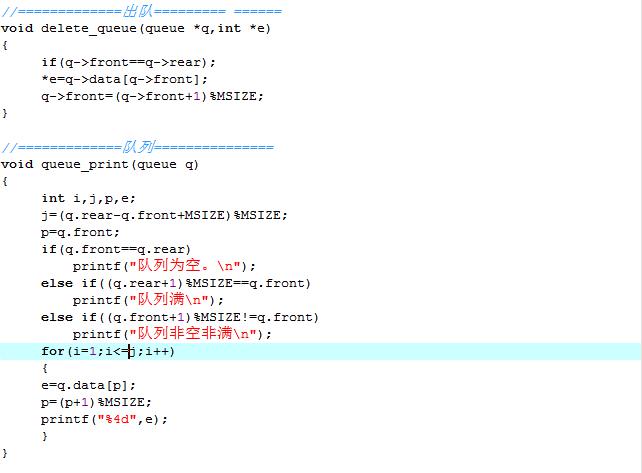 //=============出队========= ======
void delete_queue(queue *q,int *e)
{
     if(q->front==q->rear);
     *e=q->data[q->front];
     q->front=(q->front+1)%MSIZE;
}

//=============队列===============
void queue_print(queue q)
{
     int i,j,p,e;
     j=(q.rear-q.front+MSIZE)%MSIZE;
     p=q.front;
     if(q.front==q.rear)
         printf("队列为空。\n");
     else if((q.rear+1)%MSIZE==q.front)
         printf("队列满\n");
     else if((q.front+1)%MSIZE!=q.front)
         printf("队列非空非满\n");
     for(i=1;i<=j;i++)
     {
     e=q.data[p];
     p=(p+1)%MSIZE;
     printf("%4d",e);
     }
}